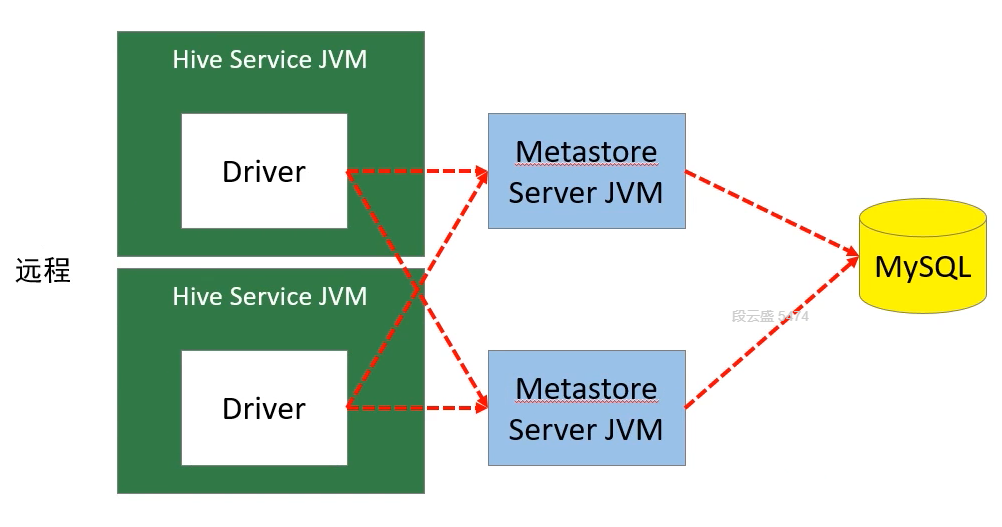 Hive Service JVM
Driver
Metastore
Server JVM
远程
Hive Service JVM
MySQL
段云盛 5474
Driver
Metastore
Server JVM